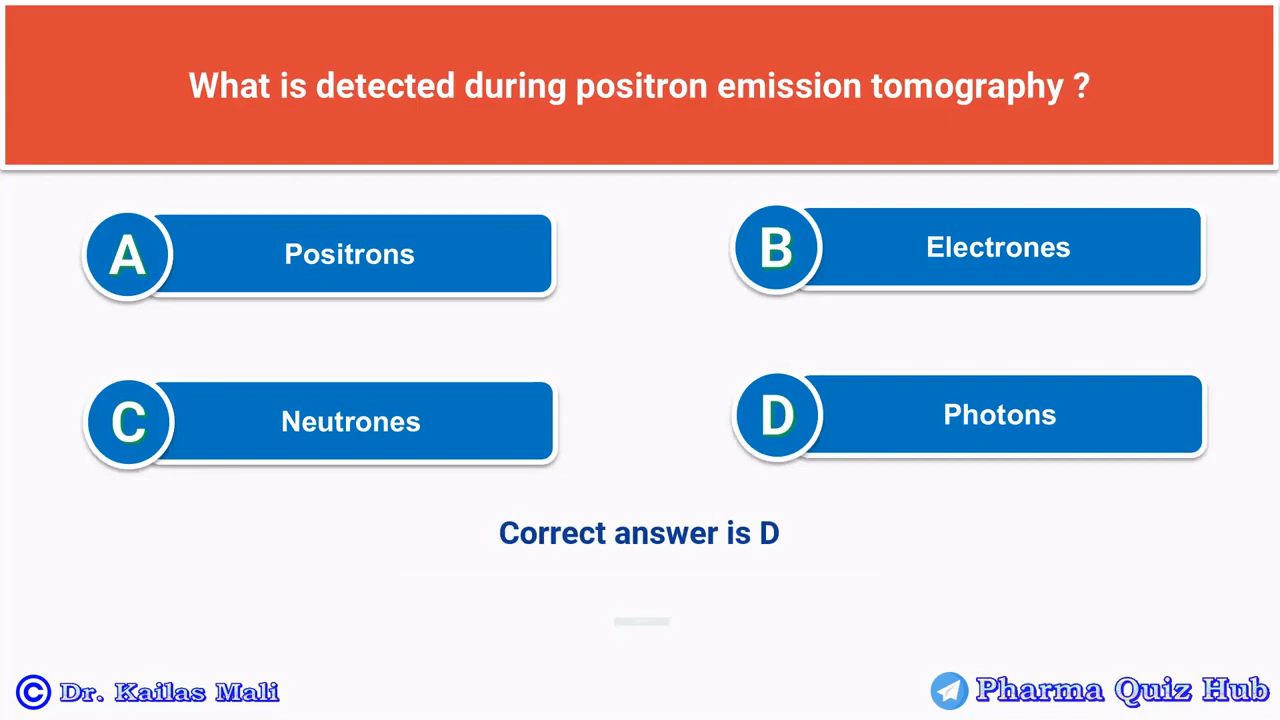 What is detected during positron emission tomography ?
A Positrons
B Electrones
C Neutrones
D Photons
Correct answer is D
© Dr. Kailas Mali
Pharma Quiz Hub